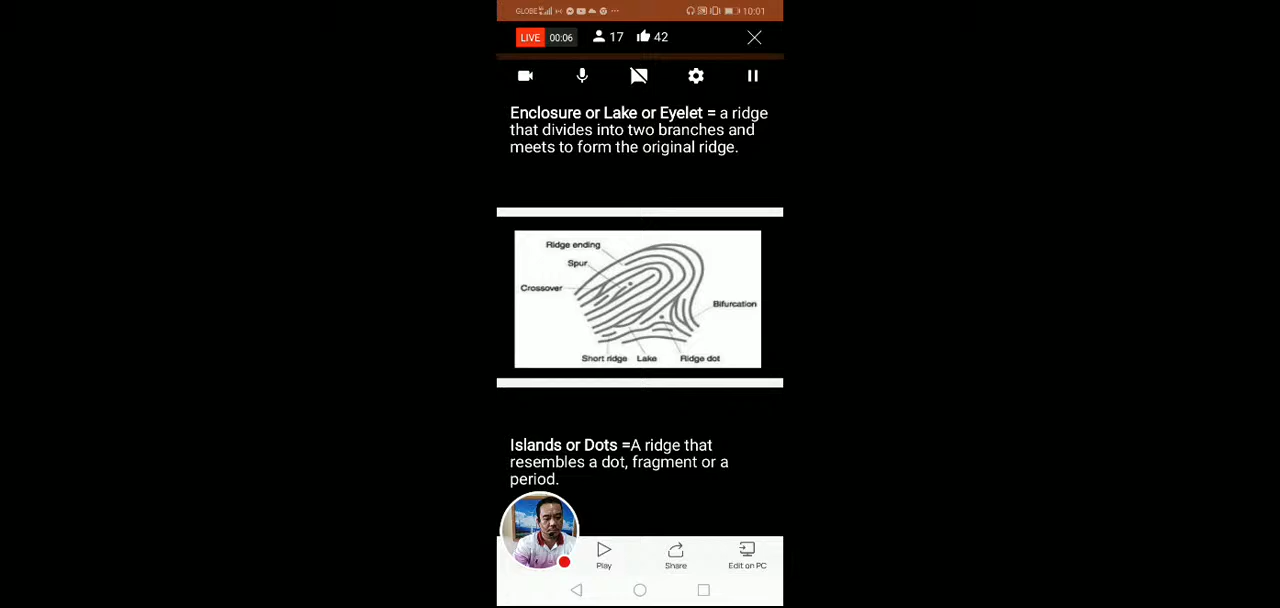 GLOBE 10:01
LIVE 00:06 17 42
Enclosure or Lake or Eyelet = a ridge
that divides into two branches and
meets to form the original ridge.
Ridge ending
Spur
Crossover
Bifurcation
Short ridge Lake Ridge dot
Islands or Dots =A ridge that
resembles a dot, fragment or a
period.
Play Share Edit on PC